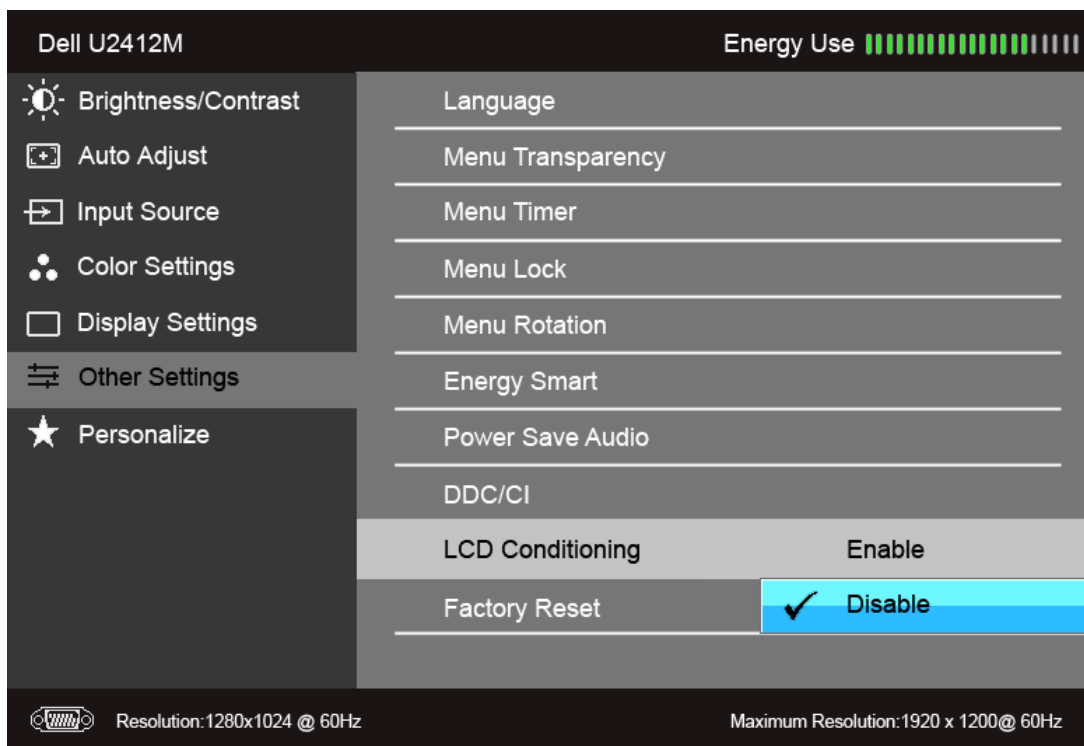 Dell U2412M
Energy Use
Brightness/Contrast
Auto Adjust
Input Source
Color Settings
Display Settings
Other Settings
Personalize
Language
Menu Transparency
Menu Timer
Menu Lock
Menu Rotation
Energy Smart
Power Save Audio
DDC/CI
LCD Conditioning
Enable
Factory Reset
Disable
Resolution:1280x1024 @ 60Hz
Maximum Resolution:1920 x 1200@ 60Hz